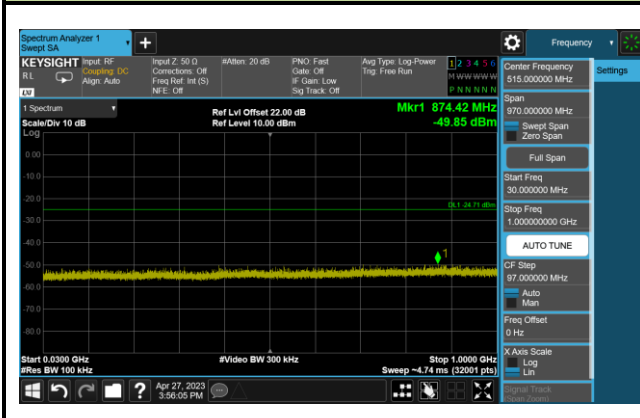 Spectrum Analyzer 1
Swept SA
Frequency
KEYSIGHT
Input: RF
Input Z: 50 Ω
#Atten: 20 dB
PNO: Fast
Avg Type: Log-Power
1 2 3 4 5 6
RL
Coupling: DC
Corrections: Off
Gate: Off
Trig: Free Run
Align: Auto
Freq Ref: Int (S)
IF Gain: Low
M W W W W W
NFE: Off
Sig Track: Off
P N N N N N
LXI
1 Spectrum
Ref Lvl Offset 22.00 dB
Mkr1 874.42 MHz
Scale/Div 10 dB
Ref Level 10.00 dBm
-49.85 dBm
Log
0.00
-10.0
-20.0
DL1 -24.71 dBm
-30.0
-40.0
1
-50.0
-60.0
-70.0
-80.0
Start 0.0300 GHz
#Video BW 300 kHz
Stop 1.0000 GHz
#Res BW 100 kHz
Sweep ~4.74 ms (32001 pts)
Apr 27, 2023
3:56:05 PM
Center Frequency
515.000000 MHz
Settings
Span
970.000000 MHz
Swept Span
Zero Span
Full Span
Start Freq
30.000000 MHz
Stop Freq
1.000000000 GHz
AUTO TUNE
CF Step
97.000000 MHz
Auto
Man
Freq Offset
0 Hz
X Axis Scale
Log
Lin
Signal Track
(Span Zoom)